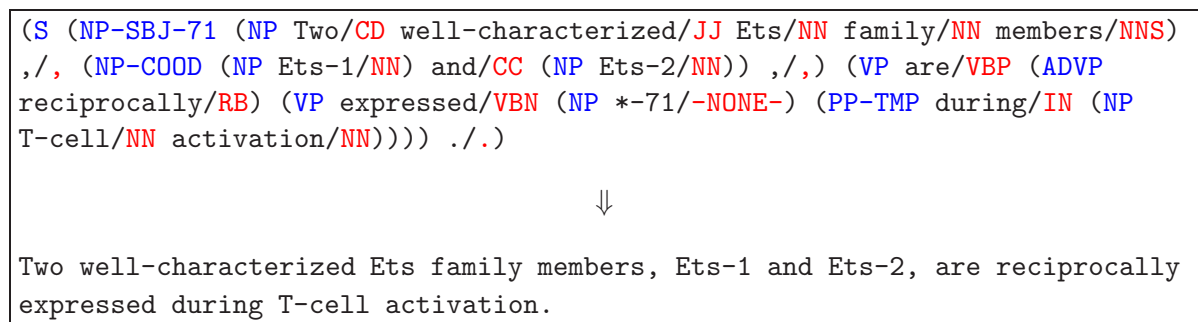 (S (NP-SBJ-71 (NP Two/CD well-characterized/JJ Ets/NN family/NN members/NNS)
,/, (NP-COOD (NP Ets-1/NN) and/CC (NP Ets-2/NN)) ,/,) (VP are/VBP (ADVP
reciprocally/RB) (VP expressed/VBN (NP *-71/-NONE-) (PP-TMP during/IN (NP
T-cell/NN activation/NN)))) ./.)
⇓
Two well-characterized Ets family members, Ets-1 and Ets-2, are reciprocally
expressed during T-cell activation.